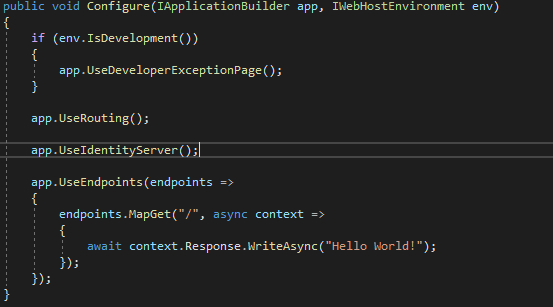 public void Configure(IApplicationBuilder app, IWebHostEnvironment env)
{
    if (env.IsDevelopment())
    {
        app.UseDeveloperExceptionPage();
    }

    app.UseRouting();

    app.UseIdentityServer();

    app.UseEndpoints(endpoints =>
    {
        endpoints.MapGet("/", async context =>
        {
            await context.Response.WriteAsync("Hello World!");
        });
    });
}